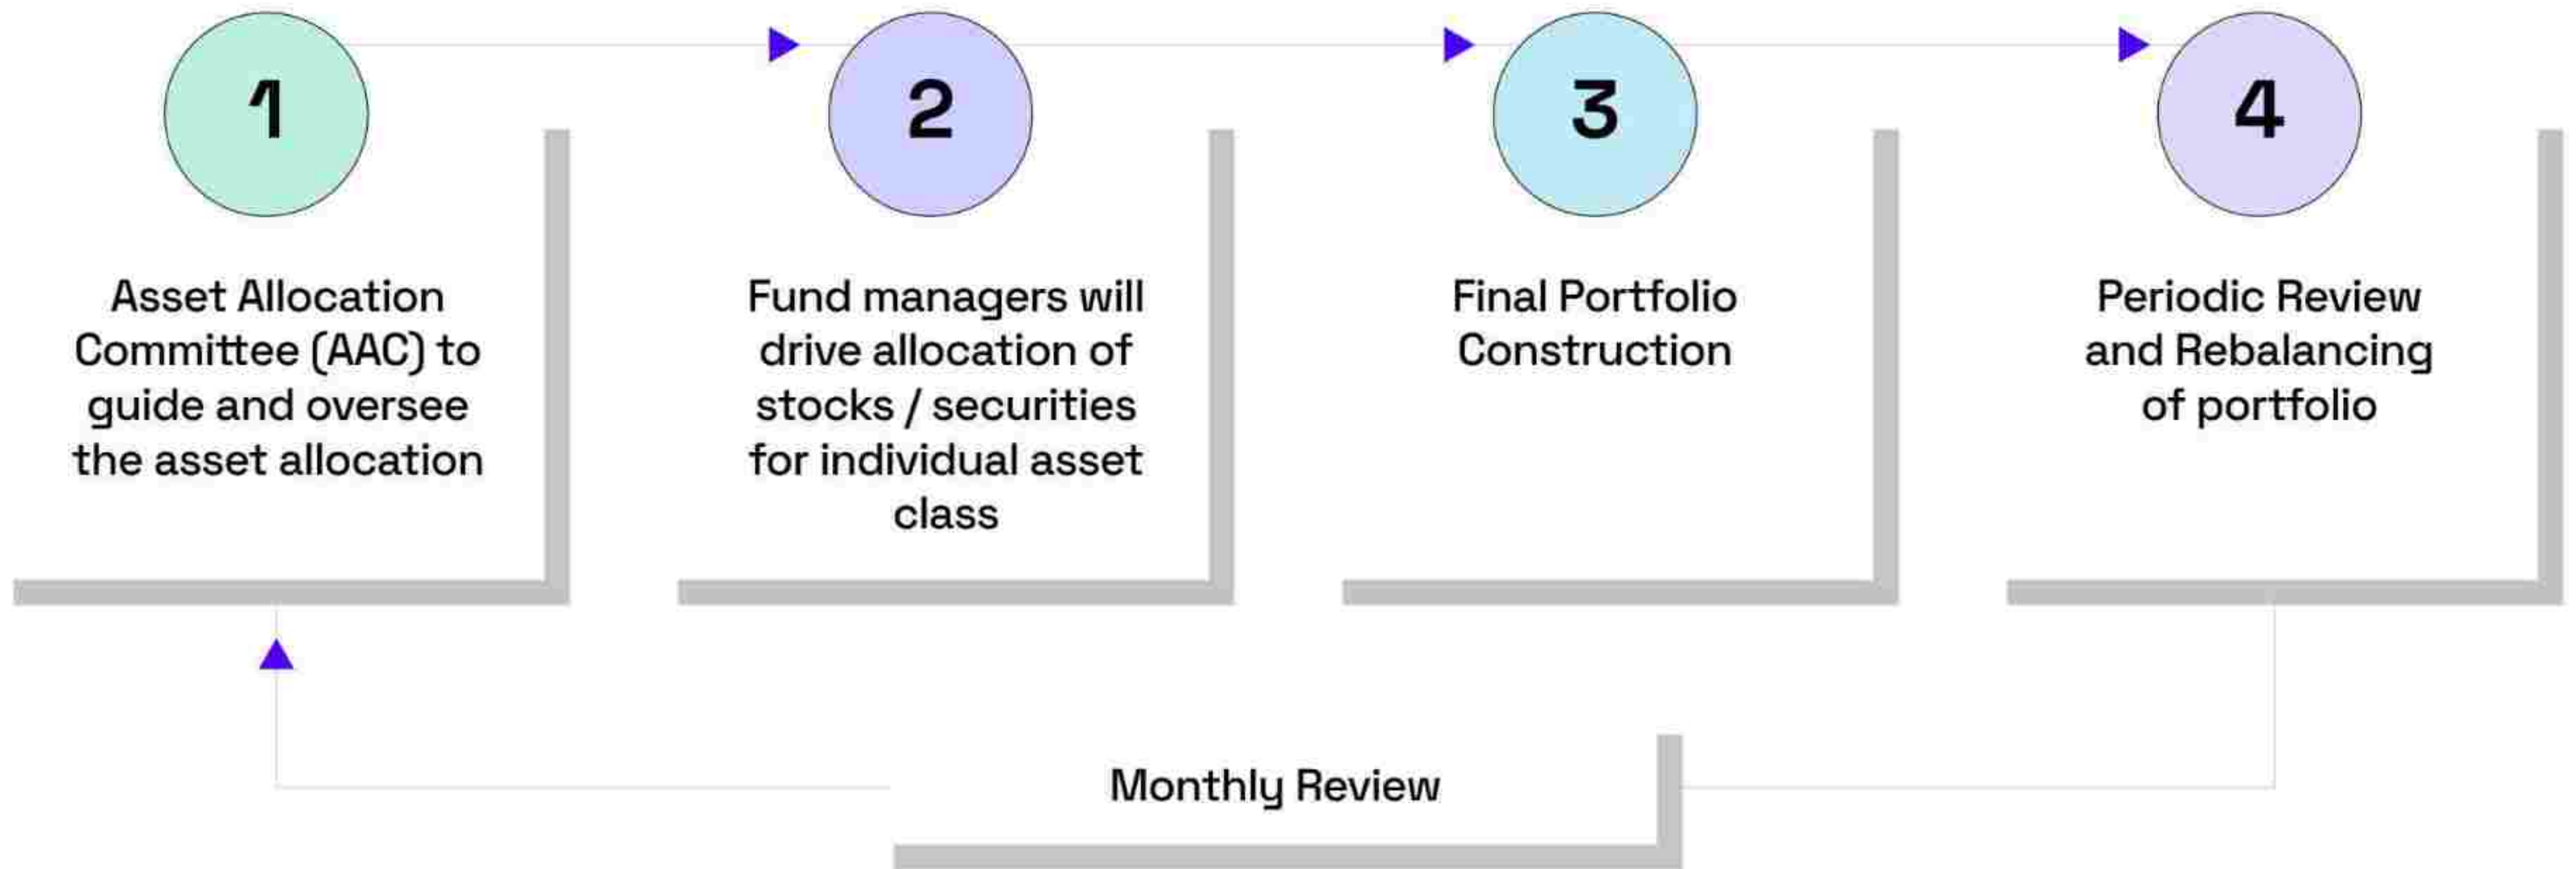 1
Asset Allocation
Committee (AAC) to
guide and oversee
the asset allocation
2
Fund managers will
drive allocation of
stocks / securities
for individual asset
class
3
Final Portfolio
Construction
4
Periodic Review
and Rebalancing
of portfolio
Monthly Review